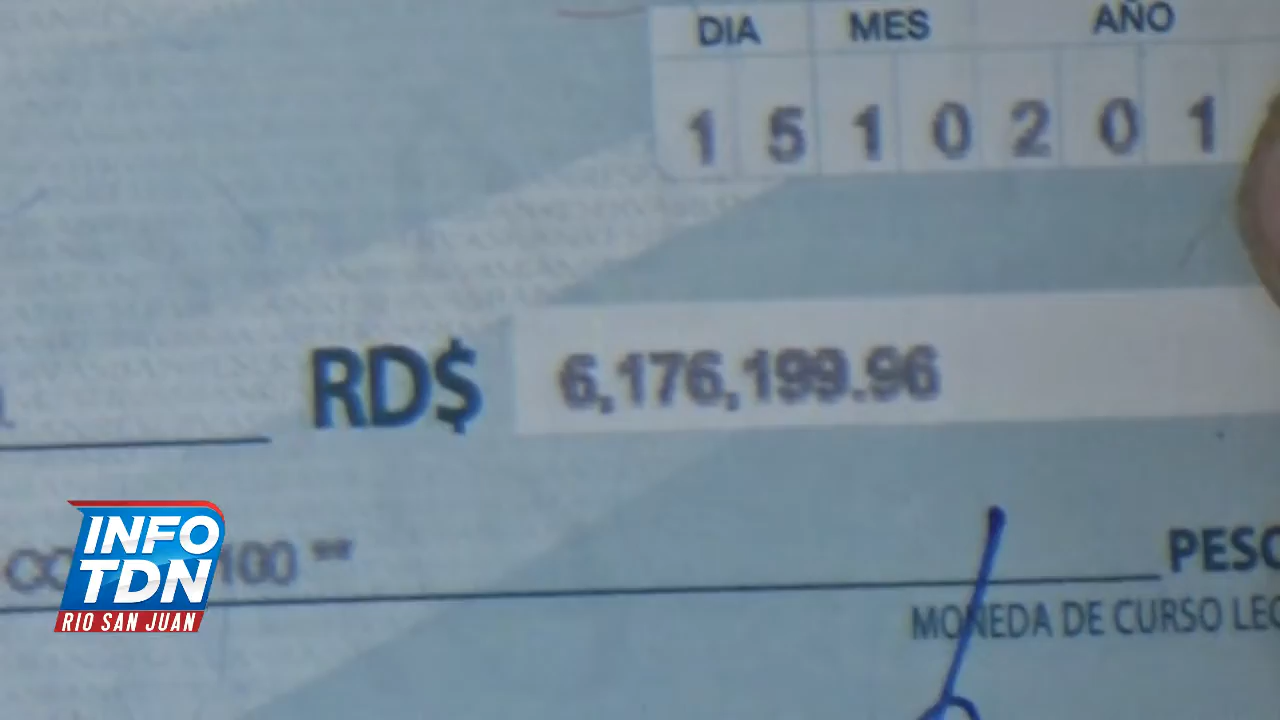 DIA MES AÑO
1 5 1 0 2 0 1
RD$ 6,176,199.96
INFO
TDN
RIO SAN JUAN
100 **
PESO
MONEDA DE CURSO LEG